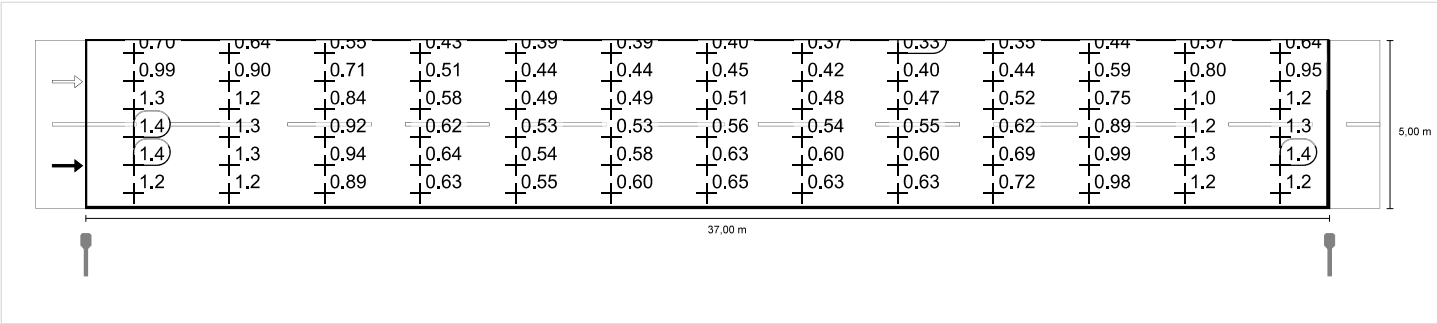 0.70 0.64 0.55 0.43 0.39 0.39 0.40 0.37 0.33 0.35 0.44 0.57 0.64
0.99 0.90 0.71 0.51 0.44 0.44 0.45 0.42 0.40 0.44 0.59 0.80 0.95
1.3 1.2 0.84 0.58 0.49 0.49 0.51 0.48 0.47 0.52 0.75 1.0 1.2
1.4 1.3 0.92 0.62 0.53 0.53 0.56 0.54 0.55 0.62 0.89 1.2 1.3
1.4 1.3 0.94 0.64 0.54 0.58 0.63 0.60 0.60 0.69 0.99 1.3 1.4
1.2 1.2 0.89 0.63 0.55 0.60 0.65 0.63 0.63 0.72 0.98 1.2 1.2
5,00 m
37,00 m